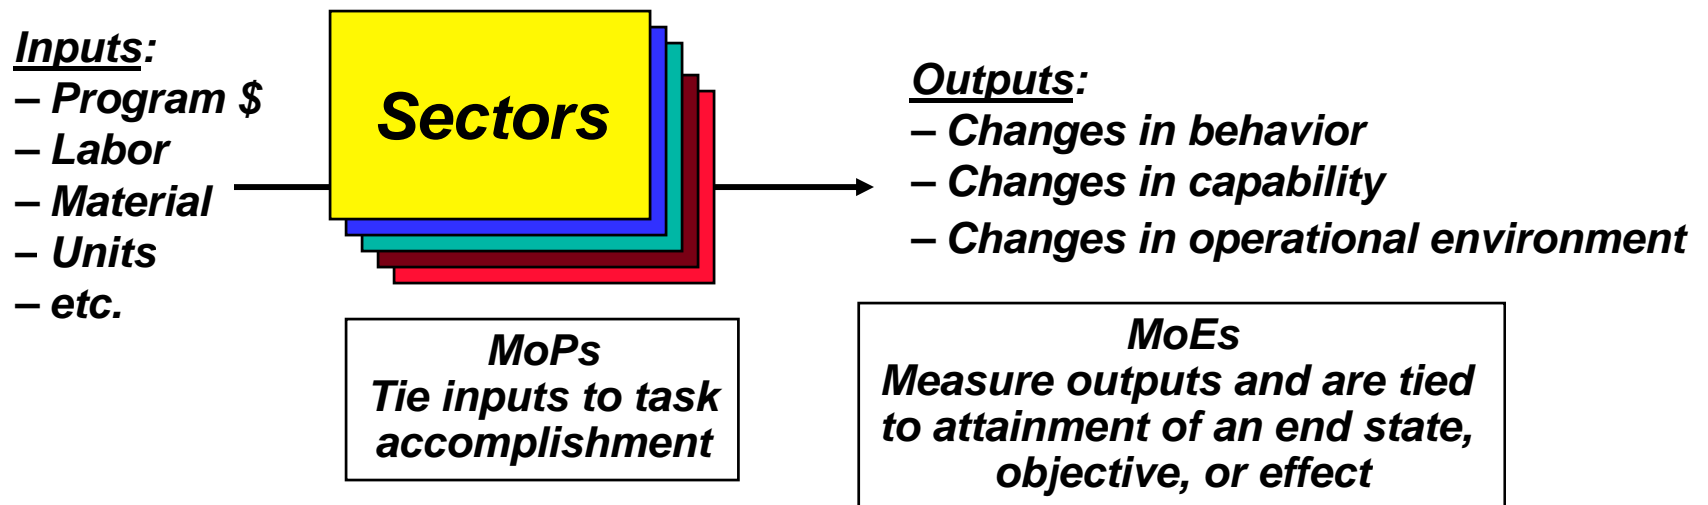 Inputs:
– Program $
– Labor
– Material
– Units
– etc.
Sectors
Outputs:
– Changes in behavior
– Changes in capability
– Changes in operational environment
MoPs
Tie inputs to task
accomplishment
MoEs
Measure outputs and are tied
to attainment of an end state,
objective, or effect